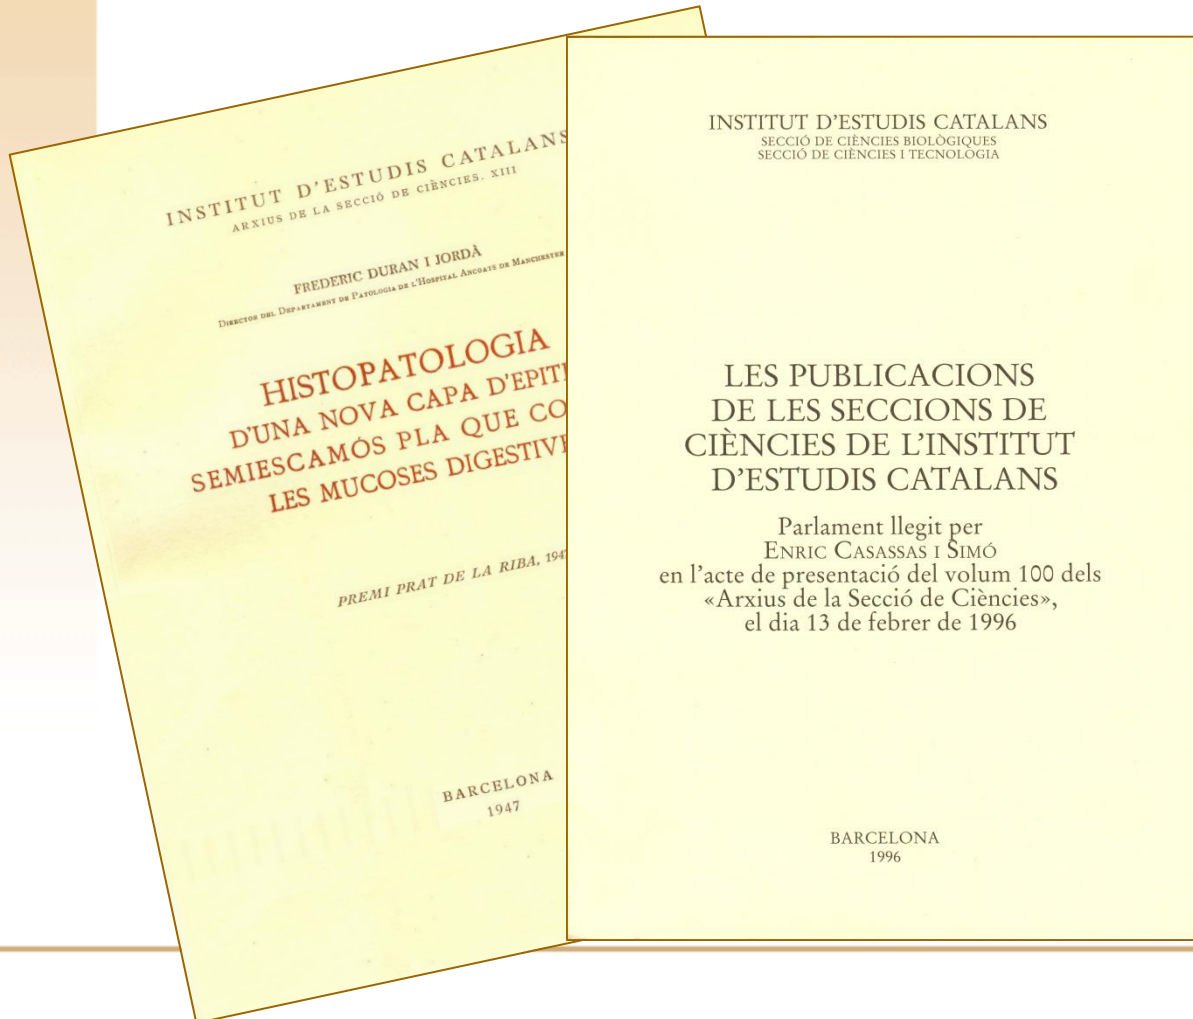 INSTITUT D'ESTUDIS CATALANS
ARXIUS DE LA SECCIÓ DE CIÈNCIES. XIII
FREDERIC DURAN I JORDÀ
DIRECTOR DEL DEPARTAMENT DE PATOLOGIA DE L'HOSPITAL ANCOATS DE MANCHESTER
HISTOPATOLOGIA
D'UNA NOVA CAPA D'EPITE
SEMIESCAMÓS PLA QUE CO
LES MUCOSES DIGESTIVE
PREMI PRAT DE LA RIBA, 194
BARCELONA
1947
INSTITUT D'ESTUDIS CATALANS
SECCIÓ DE CIÈNCIES BIOLÒGIQUES
SECCIÓ DE CIÈNCIES I TECNOLOGIA
LES PUBLICACIONS
DE LES SECCIONS DE
CIÈNCIES DE L'INSTITUT
D'ESTUDIS CATALANS
Parlament llegit per
ENRIC CASASSAS I SIMÓ
en l'acte de presentació del volum 100 dels
«Arxius de la Secció de Ciències»,
el dia 13 de febrer de 1996
BARCELONA
1996